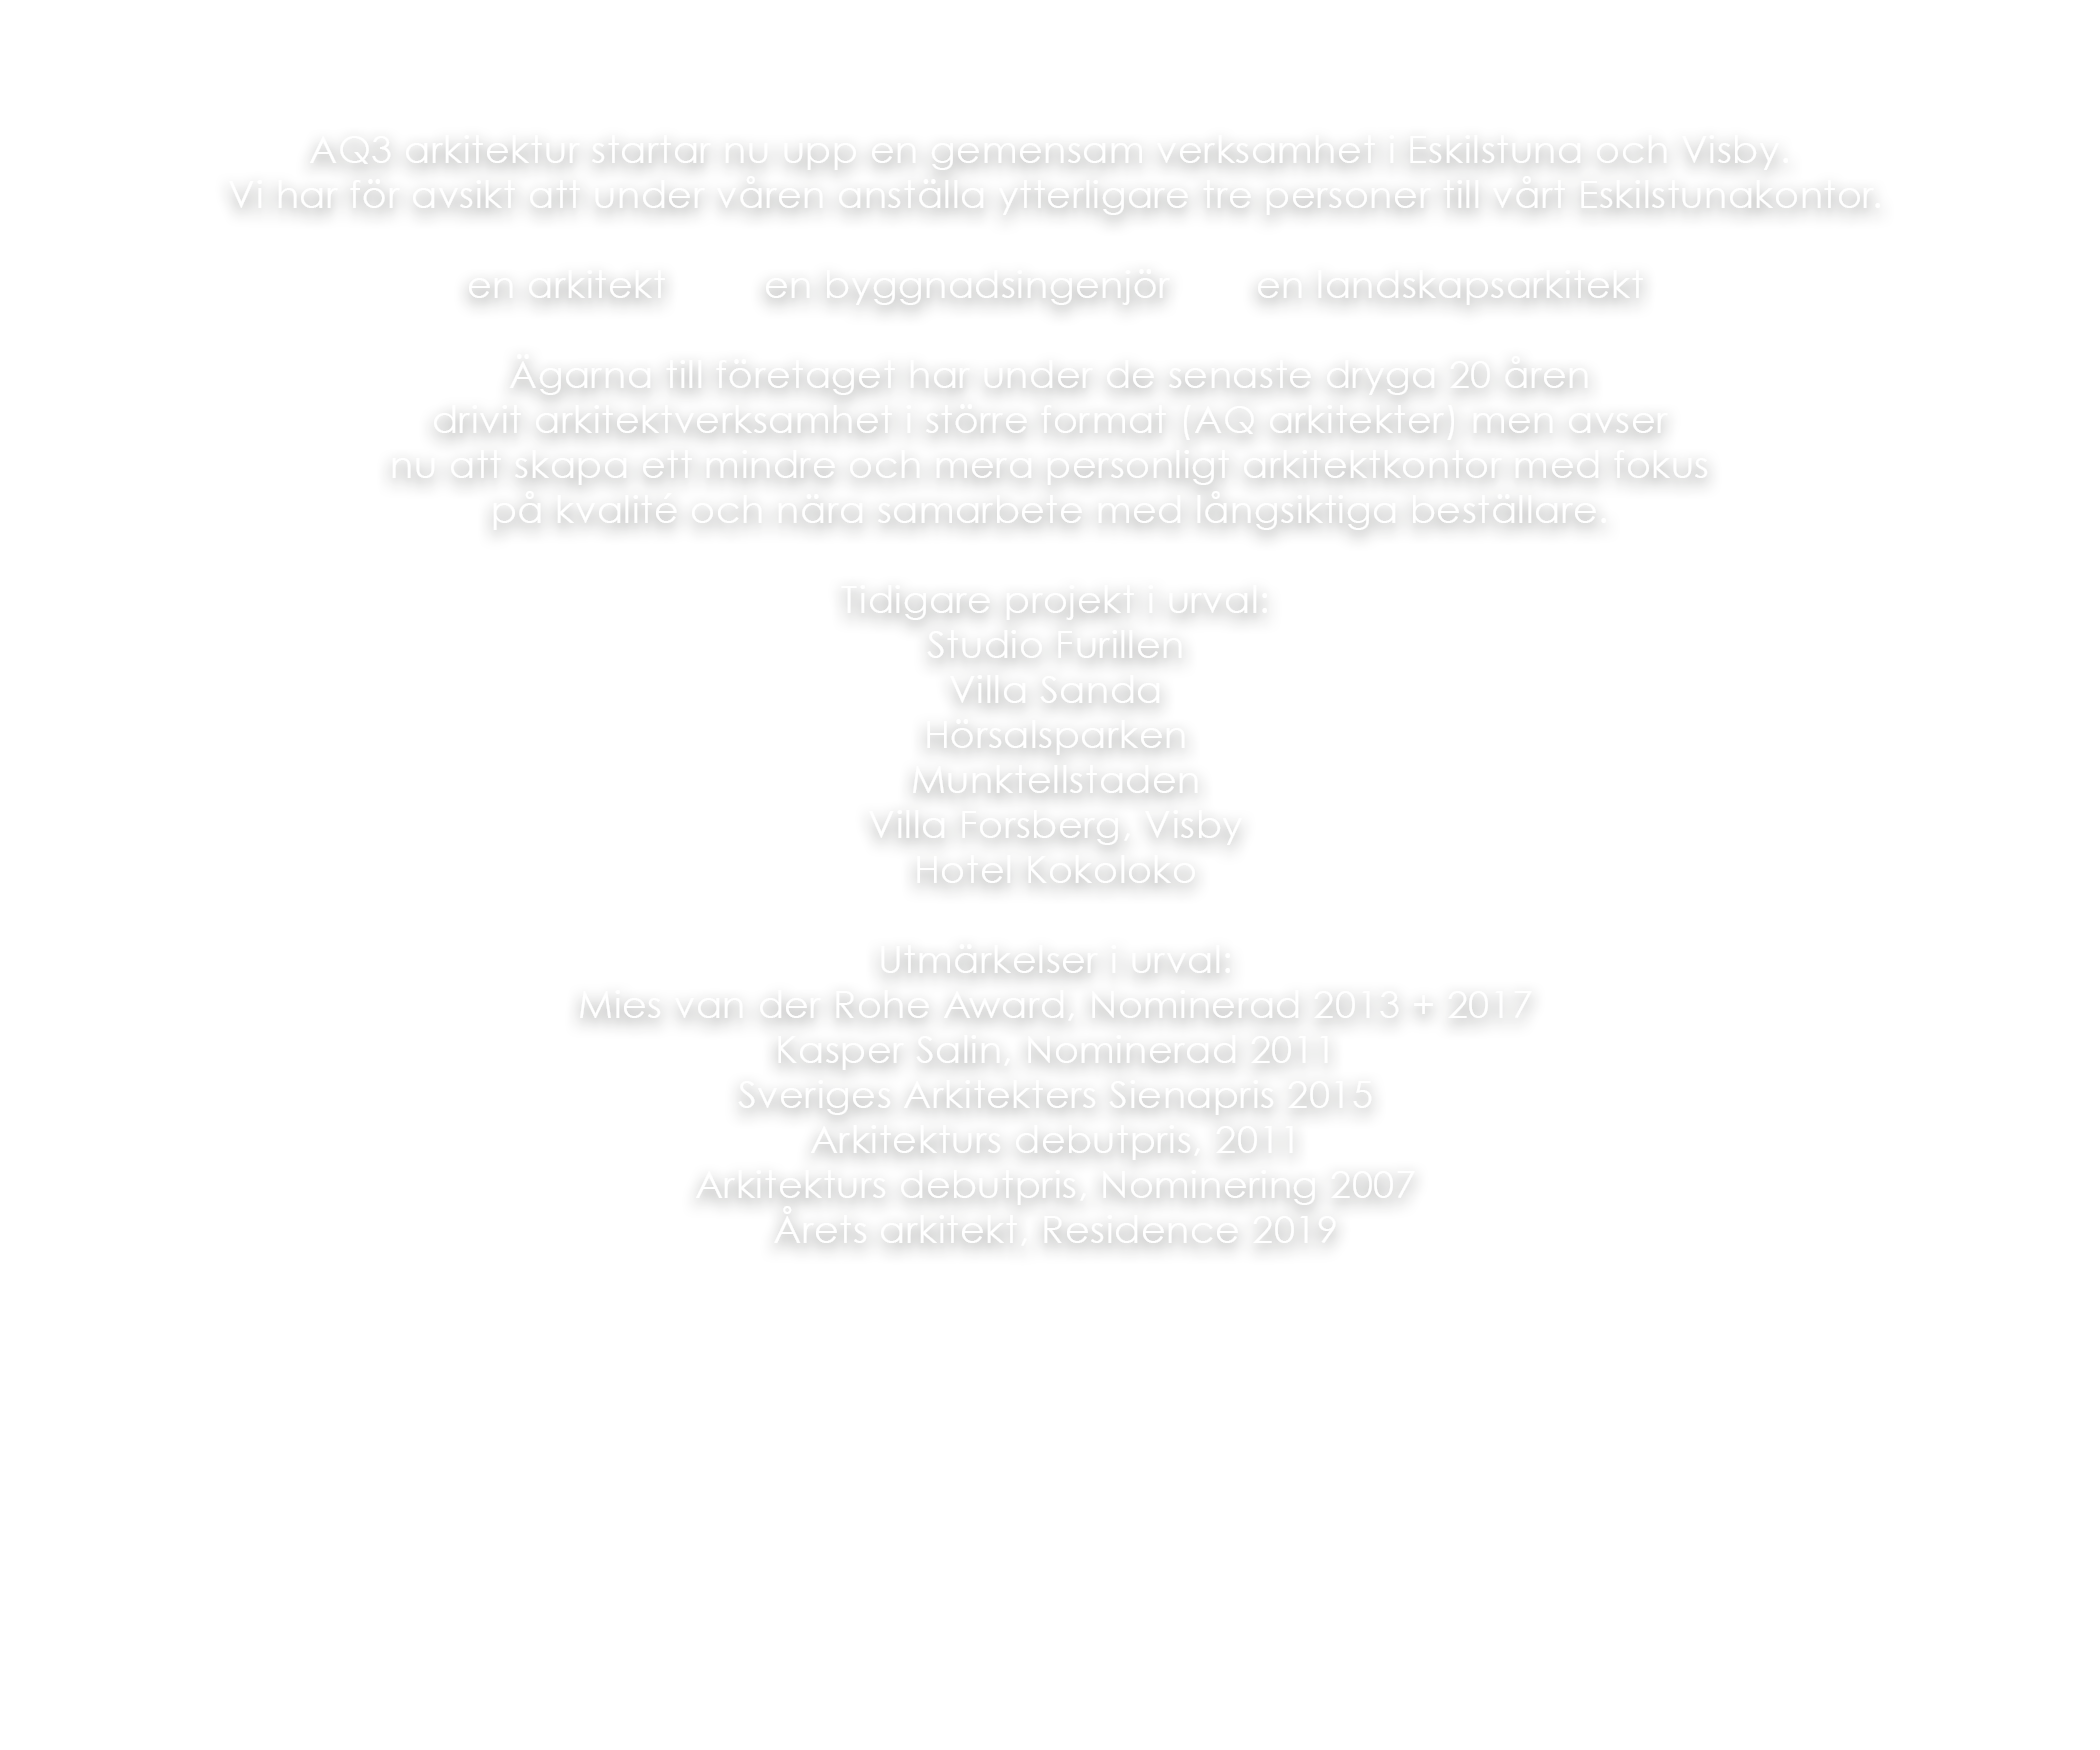 AQ3 arkitektur startar nu upp en gemensam verksamhet i Eskilstuna och Visby.
Vi har för avsikt att under våren anställa ytterligare tre personer till vårt Eskilstunakontor.
en arkitekt en byggnadsingenjör en landskapsarkitekt
Ägarna till företaget har under de senaste dryga 20 åren
drivit arkitektverksamhet i större format (AQ arkitekter) men avser
nu att skapa ett mindre och mera personligt arkitektkontor med fokus
på kvalité och nära samarbete med långsiktiga beställare.
Tidigare projekt i urval:
Studio Furillen
Villa Sanda
Hörsalsparken
Munktellstaden
Villa Forsberg, Visby
Hotel Kokoloko
Utmärkelser i urval:
Mies van der Rohe Award, Nominerad 2013 + 2017
Kasper Salin, Nominerad 2011
Sveriges Arkitekters Sienapris 2015
Arkitekturs debutpris, 2011
Arkitekturs debutpris, Nominering 2007
Årets arkitekt, Residence 2019